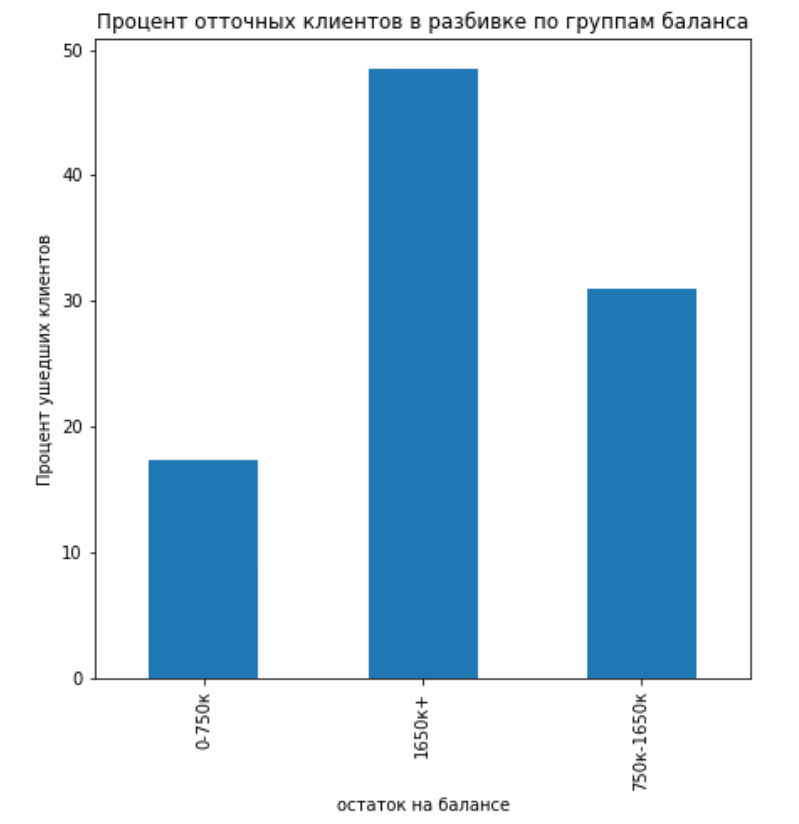 Процент отточных клиентов в разбивке по группам баланса
Процент ушедших клиентов
50
40
30
20
10
0
0-750к
1650к+
750к-1650к
остаток на балансе